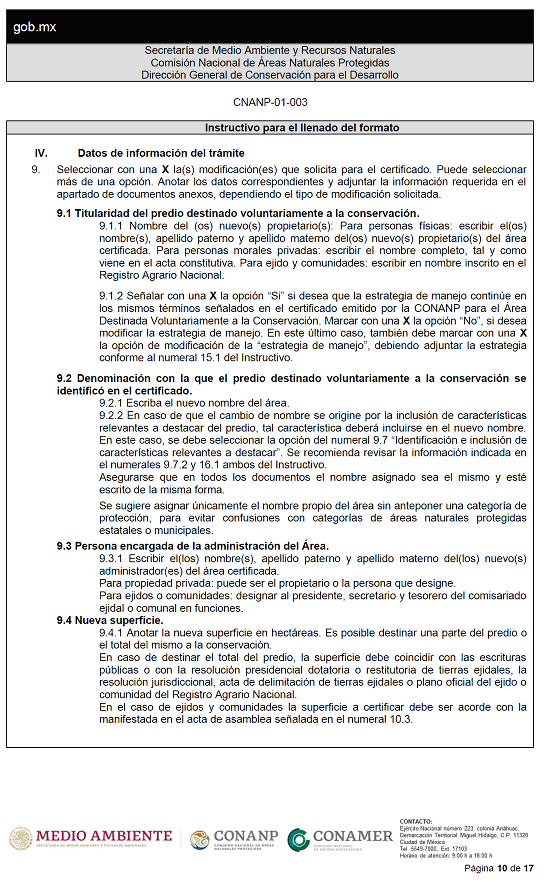 gob.mx
Secretaría de Medio Ambiente y Recursos Naturales
Comisión Nacional de Áreas Naturales Protegidas
Dirección General de Conservación para el Desarrollo
CNANP-01-003
Instructivo para el llenado del formato
IV. Datos de información del trámite
9. Seleccionar con una X la(s) modificación(es) que solicita para el certificado. Puede seleccionar
más de una opción. Anotar los datos correspondientes y adjuntar la información requerida en el
apartado de documentos anexos, dependiendo el tipo de modificación solicitada.
9.1 Titularidad del predio destinado voluntariamente a la conservación.
9.1.1 Nombre del (os) nuevo(s) propietario(s): Para personas físicas: escribir el(os)
nombre(s), apellido paterno y apellido materno del(os) nuevo(s) propietario(s) del área
certificada. Para personas morales privadas: escribir el nombre completo, tal y como
viene en el acta constitutiva. Para ejido y comunidades: escribir en nombre inscrito en el
Registro Agrario Nacional.
9.1.2 Señalar con una X la opción “Si” si desea que la estrategia de manejo continúe en
los mismos términos señalados en el certificado emitido por la CONANP para el Área
Destinada Voluntariamente a la Conservación. Marcar con una X la opción “No”, si desea
modificar la estrategia de manejo. En este último caso, también debe marcar con una X
la opción de modificación de la “estrategia de manejo”, debiendo adjuntar la estrategia
conforme al numeral 15.1 del Instructivo.
9.2 Denominación con la que el predio destinado voluntariamente a la conservación se
identificó en el certificado.
9.2.1 Escriba el nuevo nombre del área.
9.2.2 En caso de que el cambio de nombre se origine por la inclusión de características
relevantes a destacar del predio, tal característica deberá incluirse en el nuevo nombre.
En este caso, se debe seleccionar la opción del numeral 9.7 “Identificación e inclusión de
características relevantes a destacar”. Se recomienda revisar la información indicada en
el numerales 9.7.2 y 16.1 ambos del Instructivo.
Asegurarse que en todos los documentos el nombre asignado sea el mismo y esté
escrito de la misma forma.
Se sugiere asignar únicamente el nombre propio del área sin anteponer una categoría de
protección, para evitar confusiones con categorías de áreas naturales protegidas
estatales o municipales.
9.3 Persona encargada de la administración del Área.
9.3.1 Escribir el(los) nombre(s), apellido paterno y apellido materno del(los) nuevo(s)
administrador(es) del área certificada.
Para propiedad privada: puede ser el propietario o la persona que designe.
Para ejidos o comunidades: designar al presidente, secretario y tesorero del comisariado
ejidal o comunal en funciones.
9.4 Nueva superficie.
9.4.1 Anotar la nueva superficie en hectáreas. Es posible destinar una parte del predio o
el total del mismo a la conservación.
En caso de destinar el total del predio, la superficie debe coincidir con las escrituras
públicas o con la resolución presidencial dotatoria o restitutoria de tierras ejidales, la
resolución jurisdiccional, acta de delimitación de tierras ejidales o plano oficial del ejido o
comunidad del Registro Agrario Nacional.
En el caso de ejidos y comunidades la superficie a certificar debe ser acorde con la
manifestada en el acta de asamblea señalada en el numeral 10.3.
MEDIO AMBIENTE
SECRETARÍA DE MEDIO AMBIENTE Y RECURSOS NATURALES
CONANP
COMISIÓN NACIONAL DE ÁREAS
NATURALES PROTEGIDAS
CONAMER
COMISIÓN NACIONAL
DE MEJORA REGULATORIA
CONTACTO:
Ejército Nacional número 223, colonia Anáhuac,
Demarcación Territorial Miguel Hidalgo, C.P. 11320
Ciudad de México
Tel. 5549-7000, Ext. 17103
Horario de atención: 9:00 h a 18:00 h
Página 10 de 17